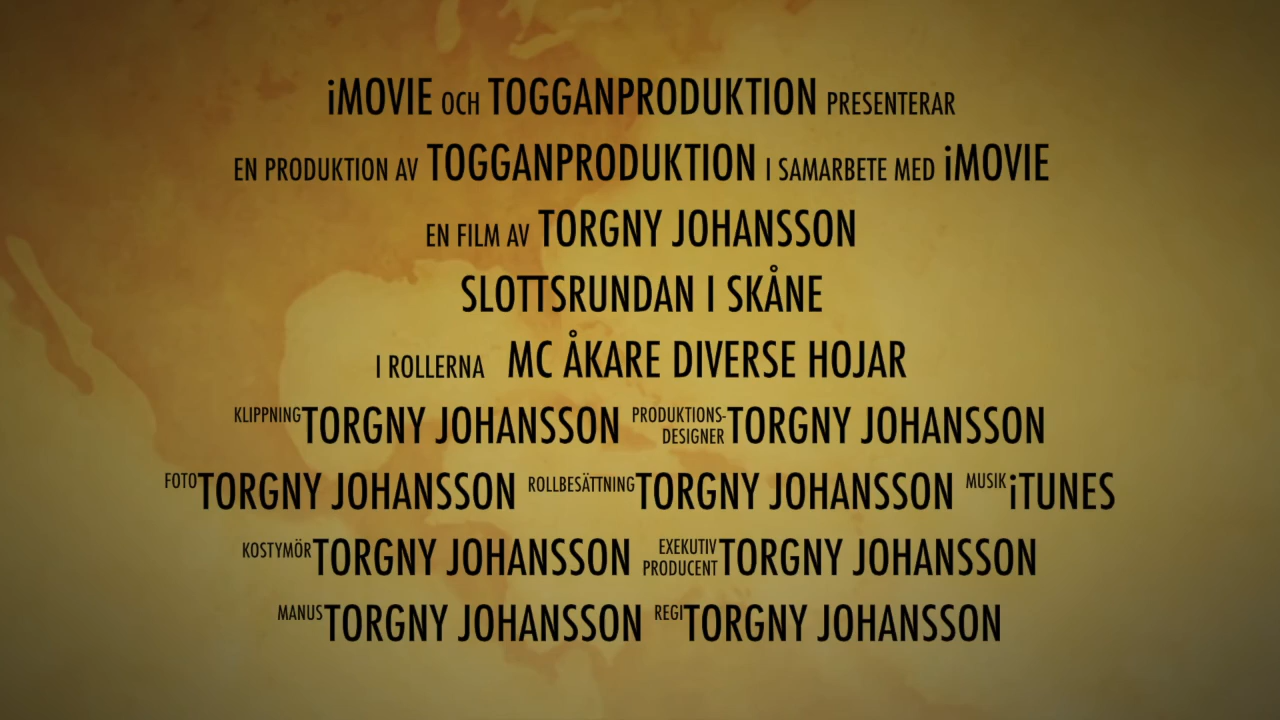 iMOVIE OCH TOGGANPRODUKTION PRESENTERAR
EN PRODUKTION AV TOGGANPRODUKTION I SAMARBETE MED iMOVIE
EN FILM AV TORGNY JOHANSSON
SLOTTSRUNDAN I SKÅNE
I ROLLERNA MC ÅKARE DIVERSE HOJAR
KLIPPNING TORGNY JOHANSSON PRODUKTIONS-DESIGNER TORGNY JOHANSSON
FOTO TORGNY JOHANSSON ROLLBESÄTTNING TORGNY JOHANSSON MUSIK iTUNES
KOSTYMÖR TORGNY JOHANSSON EXEKUTIV PRODUCENT TORGNY JOHANSSON
MANUS TORGNY JOHANSSON REGI TORGNY JOHANSSON